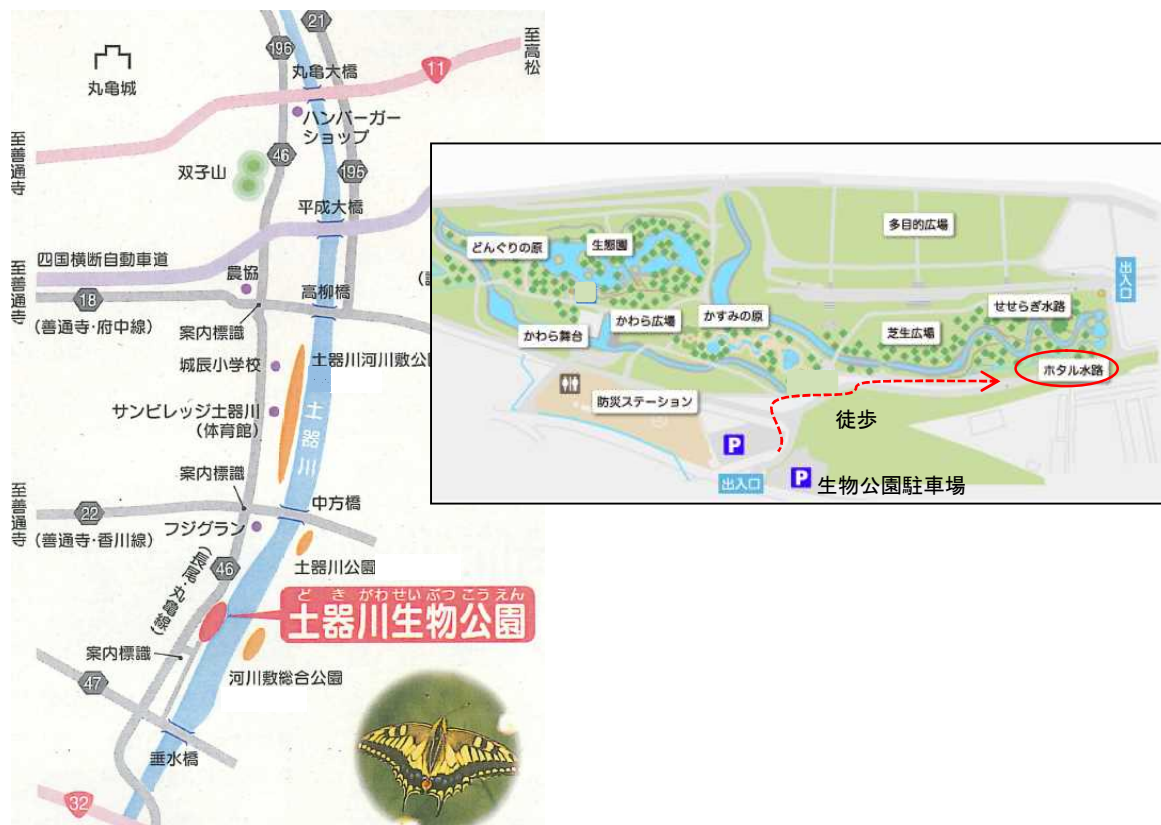 196
21
至高松
丸亀大橋
11
丸亀城
ハンバーガー
ショップ
至善通寺
46
双子山
195
平成大橋
四国横断自動車道
至善通寺
農協
18
高柳橋
(善通寺・府中線)
案内標識
城辰小学校
土器川河川敷公
サンビレッジ土器川
(体育館)
土器川
案内標識
至善通寺
中方橋
22
フジグラン
(善通寺・香川線)
土器川公園
46
(長尾・丸亀線)
どきがわせいぶつこうえん
土器川生物公園
案内標識
河川敷総合公園
47
垂水橋
32
多目的広場
どんぐりの原
生態園
出入口
せせらぎ水路
かわら広場
かすみの原
かわら舞台
芝生広場
ホタル水路
防災ステーション
徒歩
P
出入口
P
生物公園駐車場